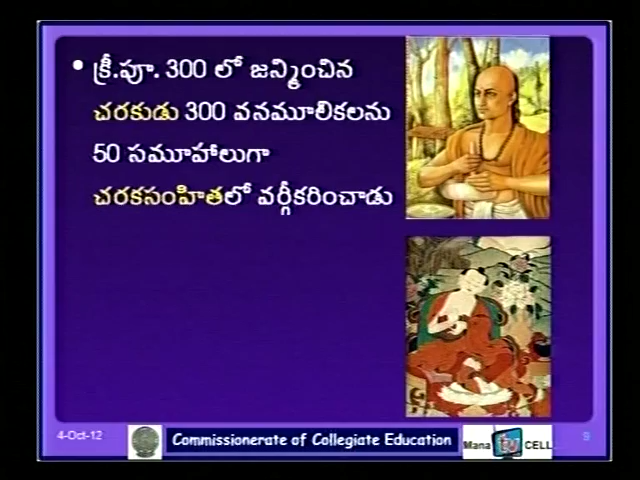 • క్రీ.పూ. 300 లో జన్మించిన
చరకుడు 300 వనమూలికలను
50 సమూహాలుగా
చరకసంహితలో వర్గీకరించాడు
4-Oct-12
Commissionerate of Collegiate Education
Mana TV CELL
9